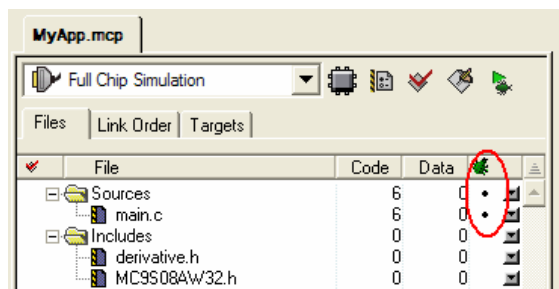 MyApp.mcp
Full Chip Simulation
Files Link Order Targets
File Code Data
Sources 6 0
main.c 6 0
Includes 0 0
derivative.h 0 0
MC9S08AW32.h 0 0